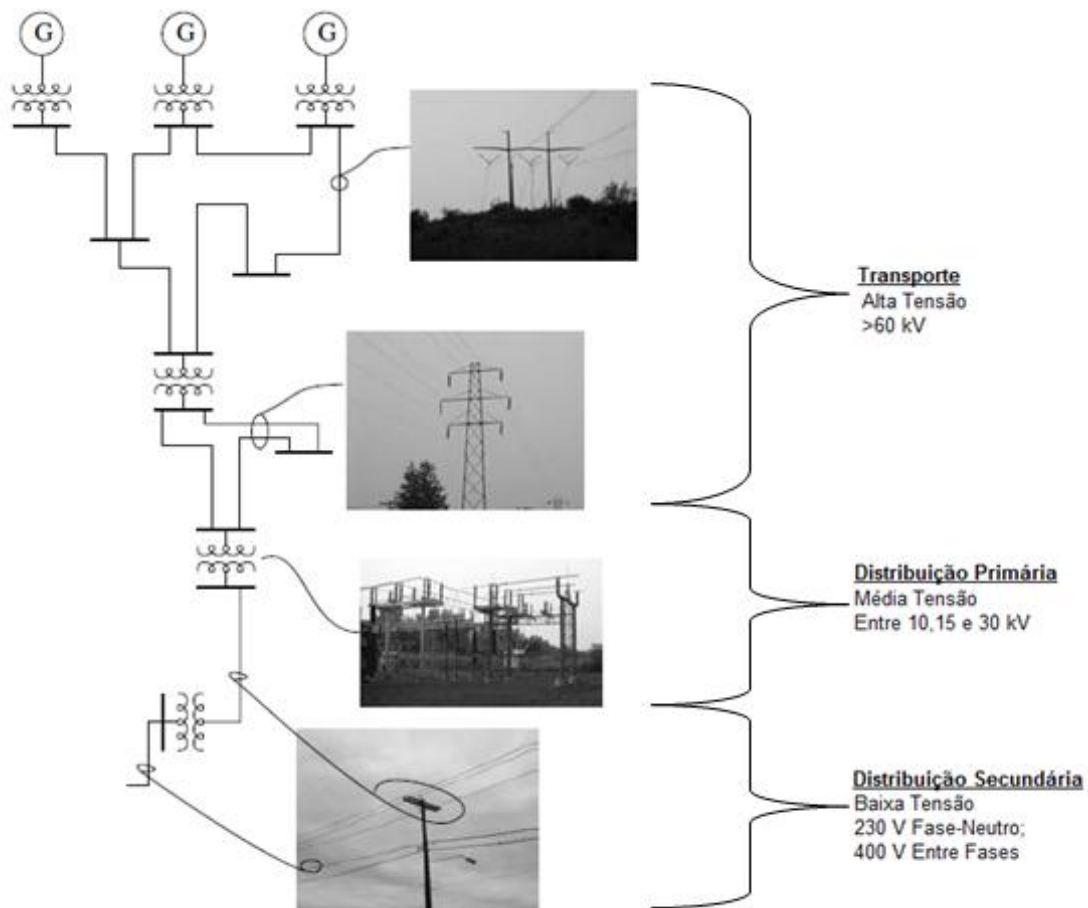 G G G
Transporte
Alta Tensão
>60 kV
Distribuição Primária
Média Tensão
Entre 10,15 e 30 kV
Distribuição Secundária
Baixa Tensão
230 V Fase-Neutro;
400 V Entre Fases